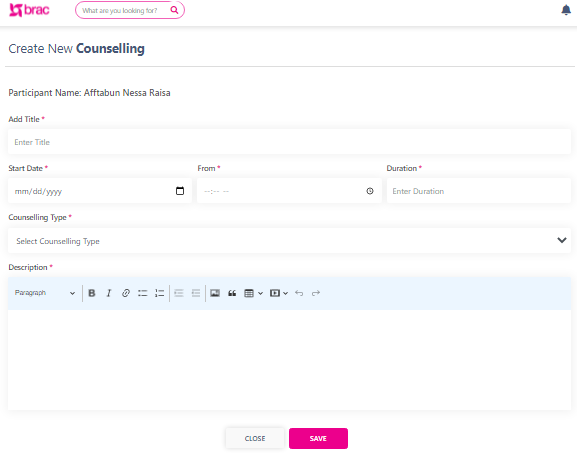 brac
What are you looking for?
Create New Counselling
Participant Name: Afftabun Nessa Raisa
Add Title *
Enter Title
Start Date * From * Duration *
mm/dd/yyyy --:-- -- Enter Duration
Counselling Type *
Select Counselling Type
Description *
Paragraph B I
CLOSE SAVE